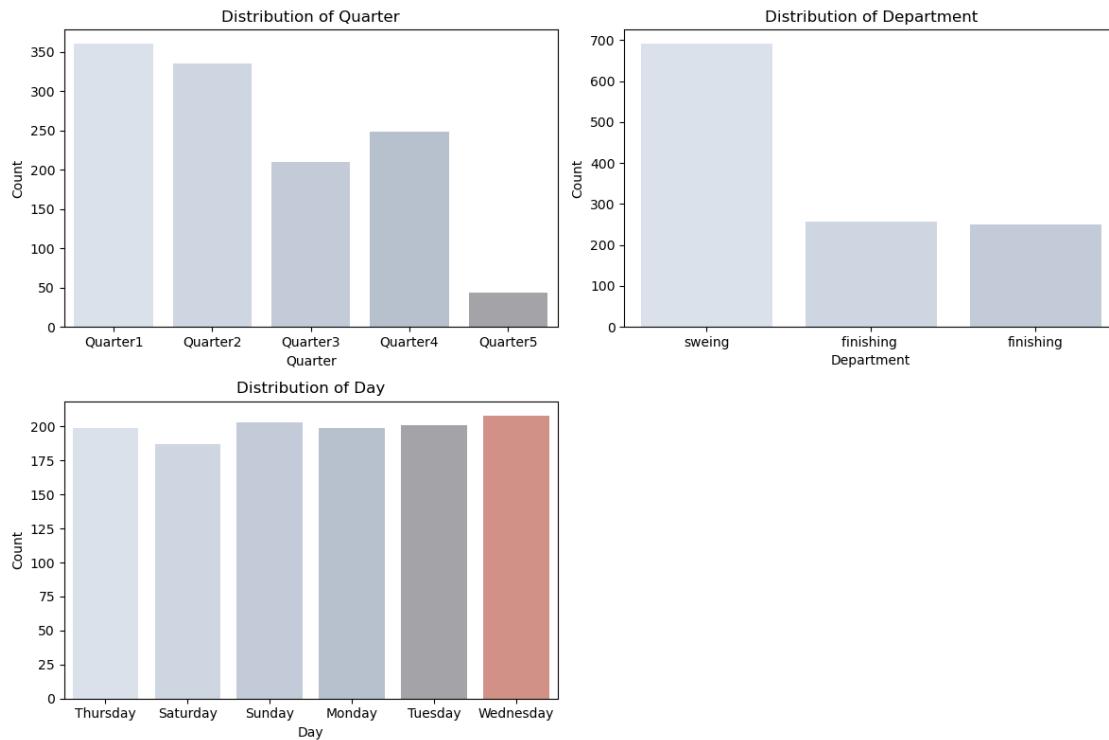 Distribution of Quarter
Count
350
300
250
200
150
100
50
0
Quarter1 Quarter2 Quarter3 Quarter4 Quarter5
Quarter
Distribution of Department
Count
700
600
500
400
300
200
100
0
sweing finishing finishing
Department
Distribution of Day
Count
200
175
150
125
100
75
50
25
0
Thursday Saturday Sunday Monday Tuesday Wednesday
Day